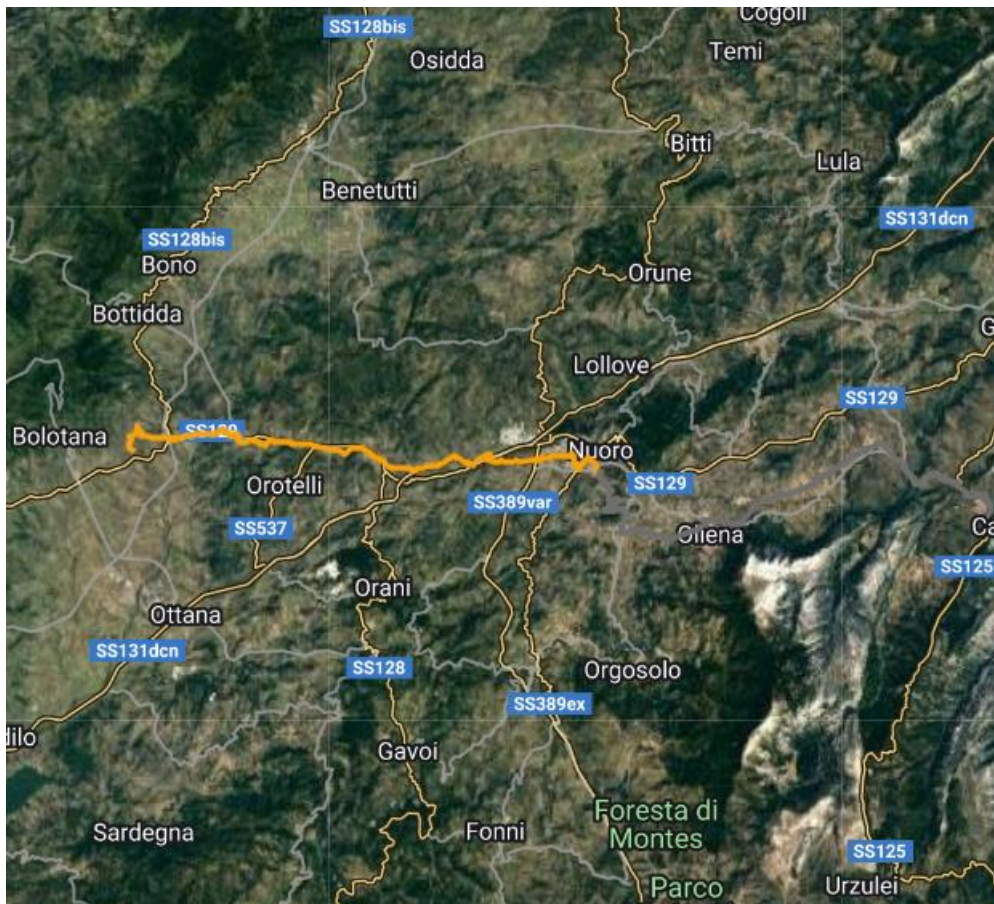 Cogoli
SS128bis
Temi
Osidda
Bitti
Lula
Benetutti
SS131dcn
SS128bis
Bono
Orune
Bottidda
Lollove
SS129
Bolotana
SS129
Nuoro
Orotelli
SS129
SS389var
SS537
Oliena
SS125
Orani
Ottana
SS131dcn
SS128
Orgosolo
SS389ex
Gavoi
Foresta di
Montes
Sardegna
Fonni
SS125
Parco
Urzulei